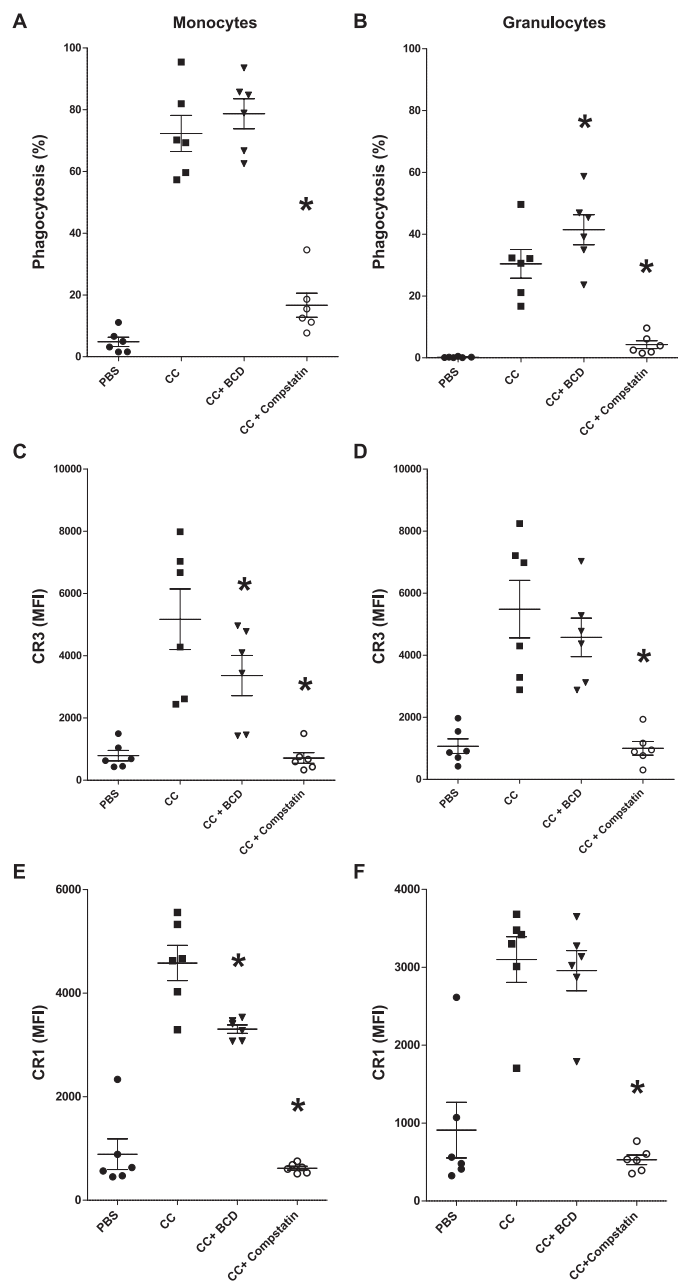 A Monocytes
B Granulocytes
Phagocytosis (%)
100
80
60
40
20
0
PBS
CC
CC+ BCD
CC + Compstatin
*
Phagocytosis (%)
100
80
60
40
20
0
PBS
CC
CC+ BCD
CC + Compstatin
*
*
C
CR3 (MFI)
10000
8000
6000
4000
2000
0
PBS
CC
CC + BCD
CC + Compstatin
*
*
D
CR3 (MFI)
10000
8000
6000
4000
2000
0
PBS
CC
CC + BCD
CC + Compstatin
*
E
CR1 (MFI)
6000
4000
2000
0
PBS
CC
CC+ BCD
CC+ Compstatin
*
*
F
CR1 (MFI)
4000
3000
2000
1000
0
PBS
CC
CC+ BCD
CC+Compstatin
*